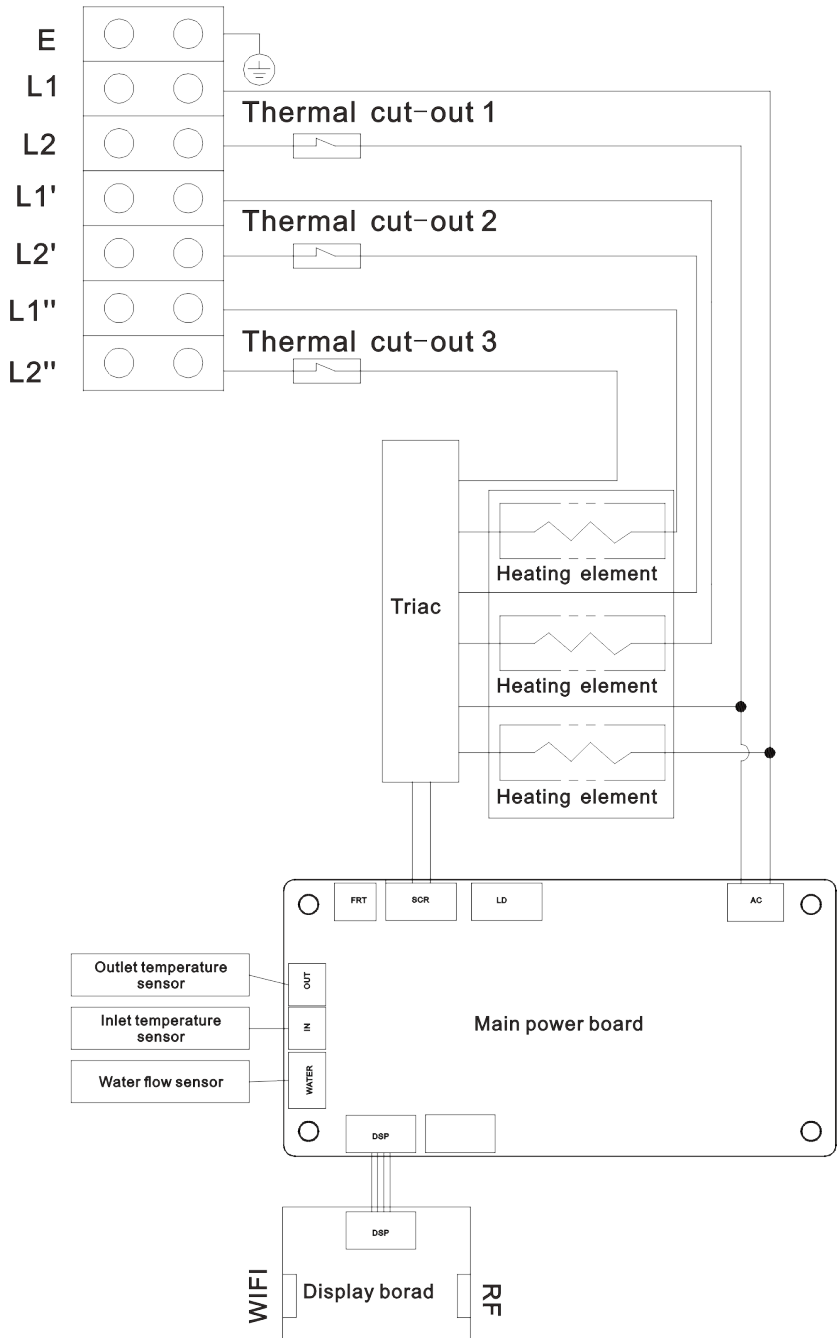 E
L1
Thermal cut-out 1
L2
L1'
Thermal cut-out 2
L2'
L1"
Thermal cut-out 3
L2"
Heating element
Triac
Heating element
Heating element
FRT
SCR
LD
AC
Outlet temperature
sensor
OUT
Inlet temperature
sensor
IN
Main power board
Water flow sensor
WATER
DSP
DSP
WIFI
Display borad
RF